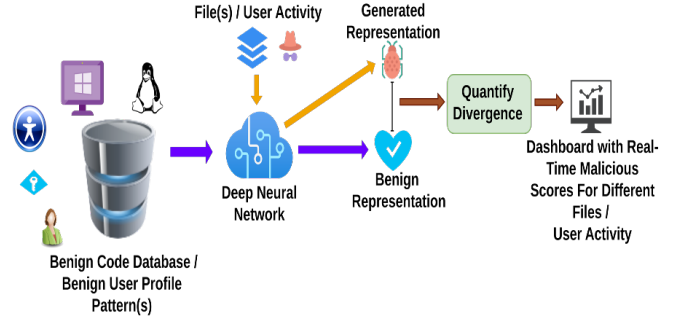 File(s) / User Activity
Generated
Representation
Quantify
Divergence
Deep Neural
Network
Benign
Representation
Dashboard with Real-
Time Malicious
Scores For Different
Files /
User Activity
Benign Code Database /
Benign User Profile
Pattern(s)